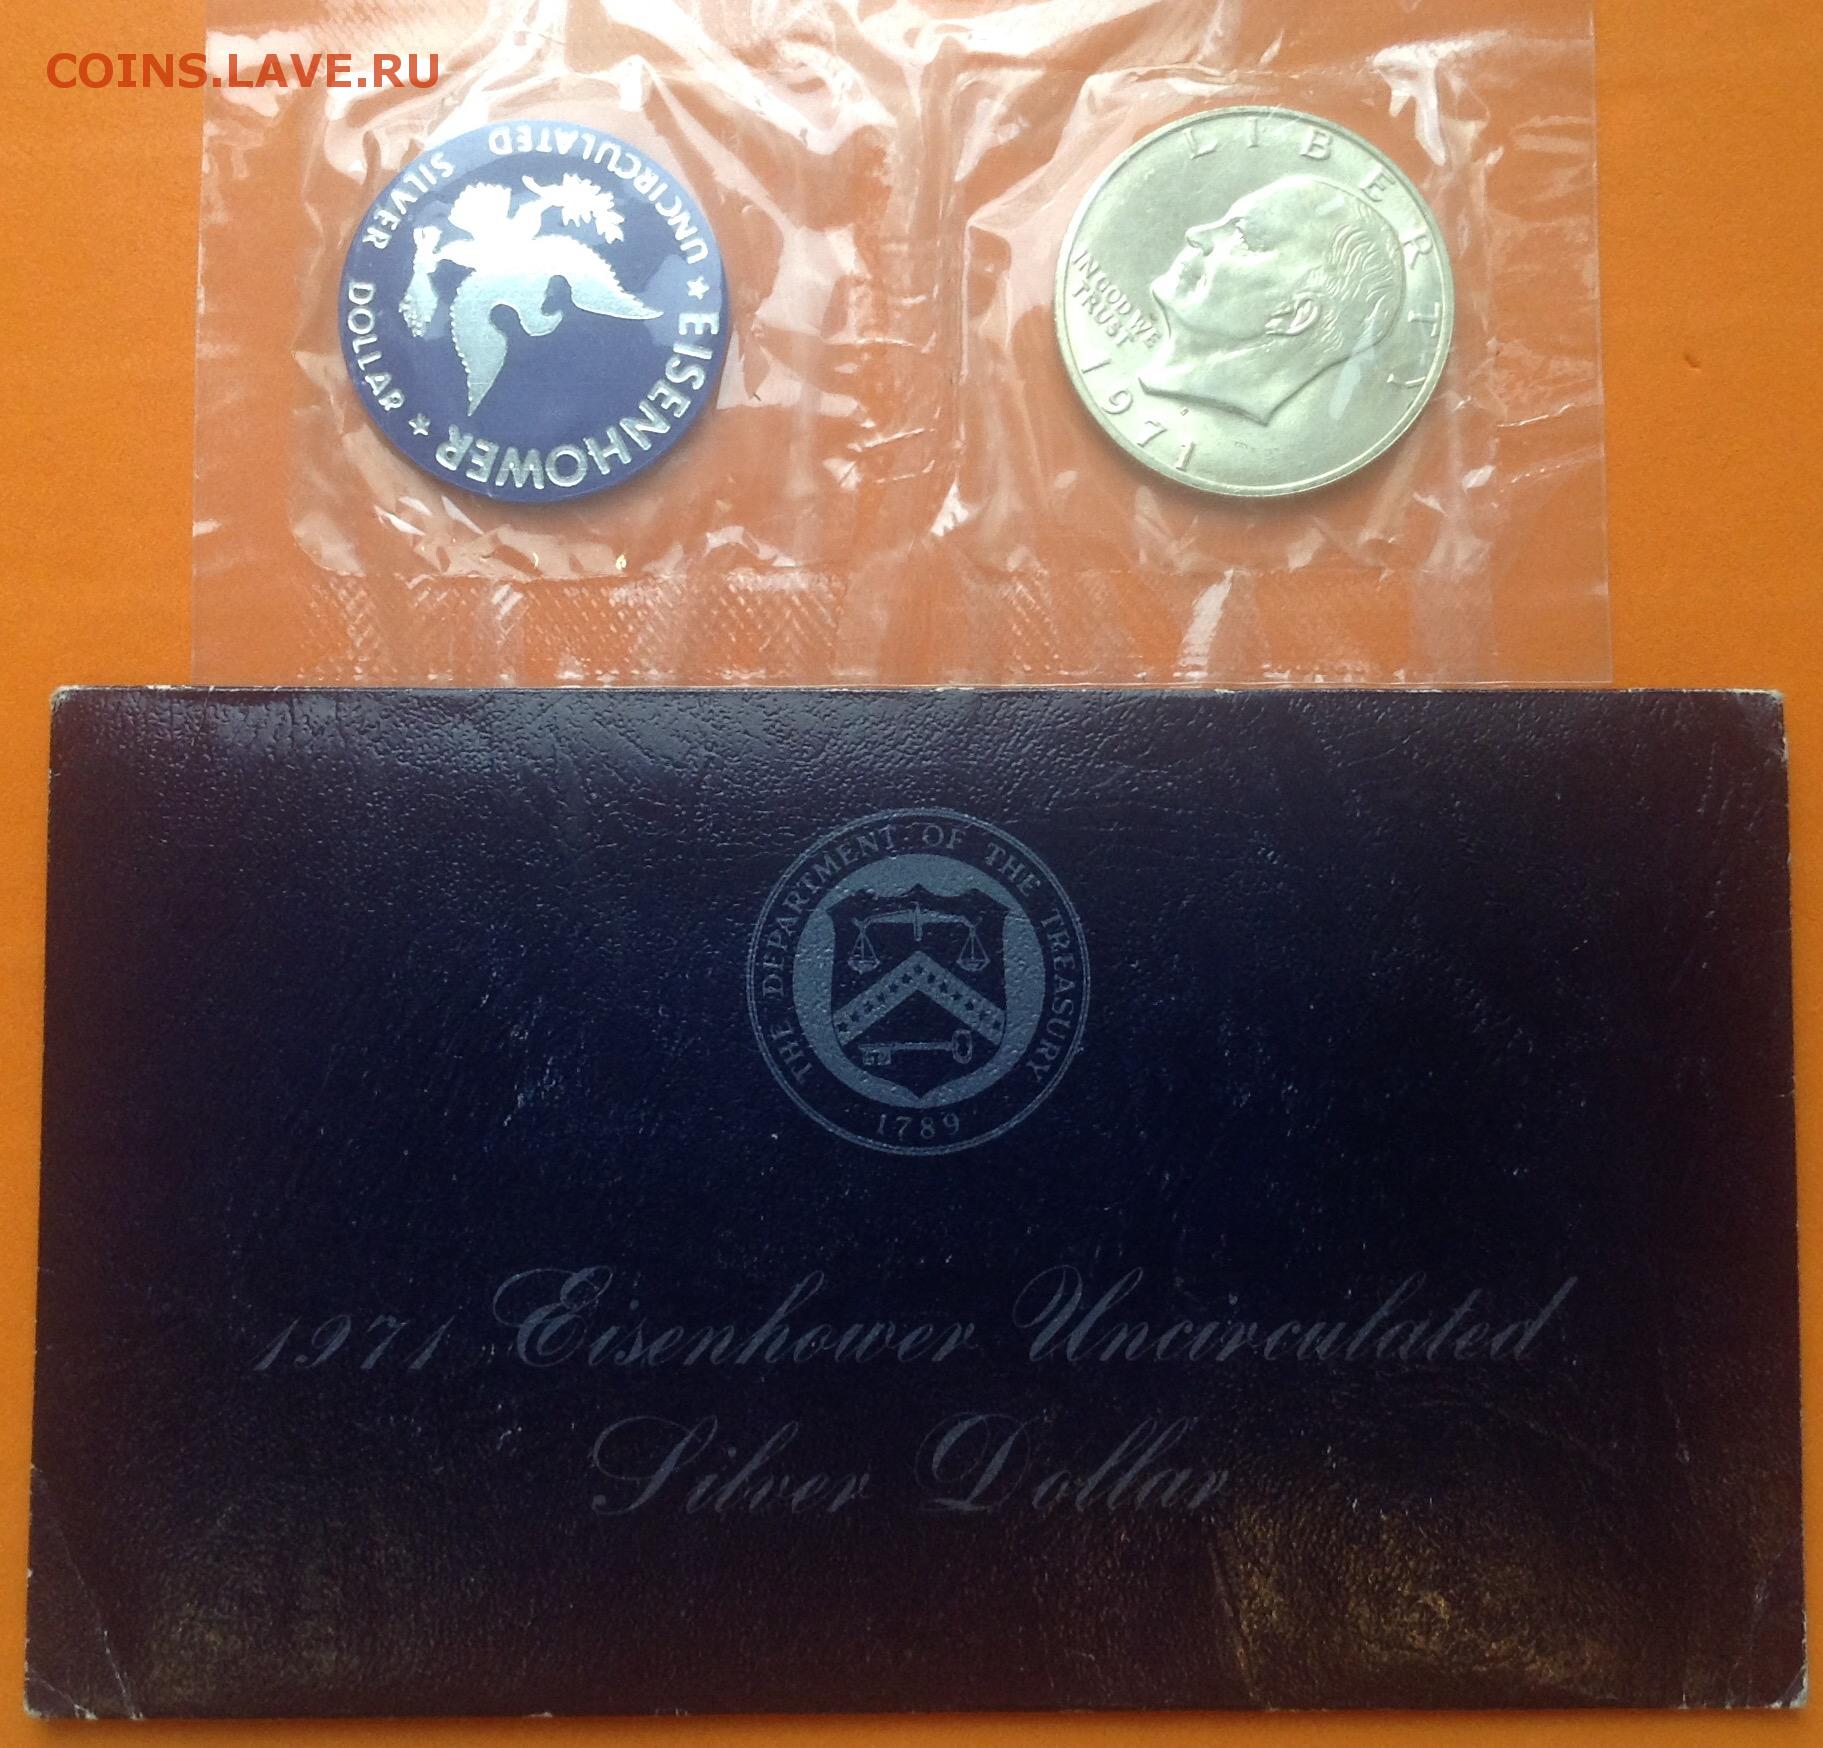 COINS.LAVE.RU
EISENHOWER
★ UNCIRCULATED SILVER DOLLAR ★
LIBERTY
IN GOD WE
TRUST
S
1971
THE DEPARTMENT OF THE TREASURY
1789
1971 Eisenhower Uncirculated
Silver Dollar